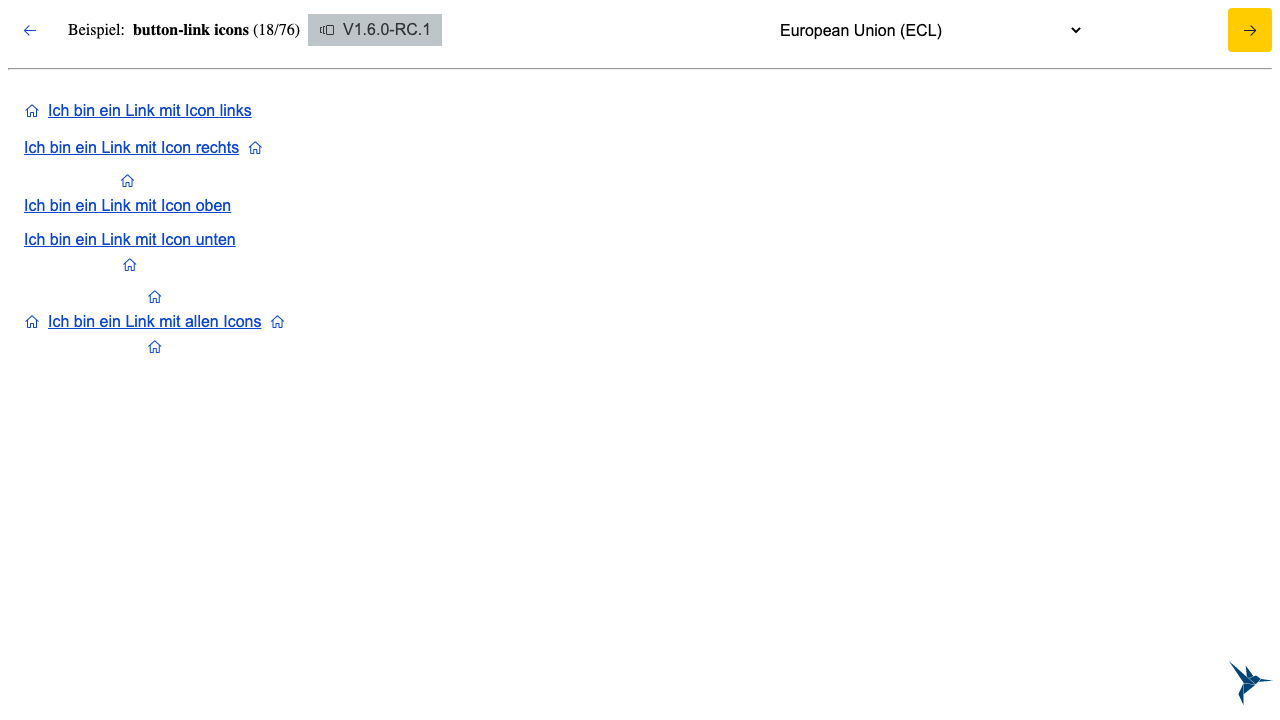 Beispiel: button-link icons (18/76) V1.6.0-RC.1 European Union (ECL)
Ich bin ein Link mit Icon links
Ich bin ein Link mit Icon rechts
Ich bin ein Link mit Icon oben
Ich bin ein Link mit Icon unten
Ich bin ein Link mit allen Icons